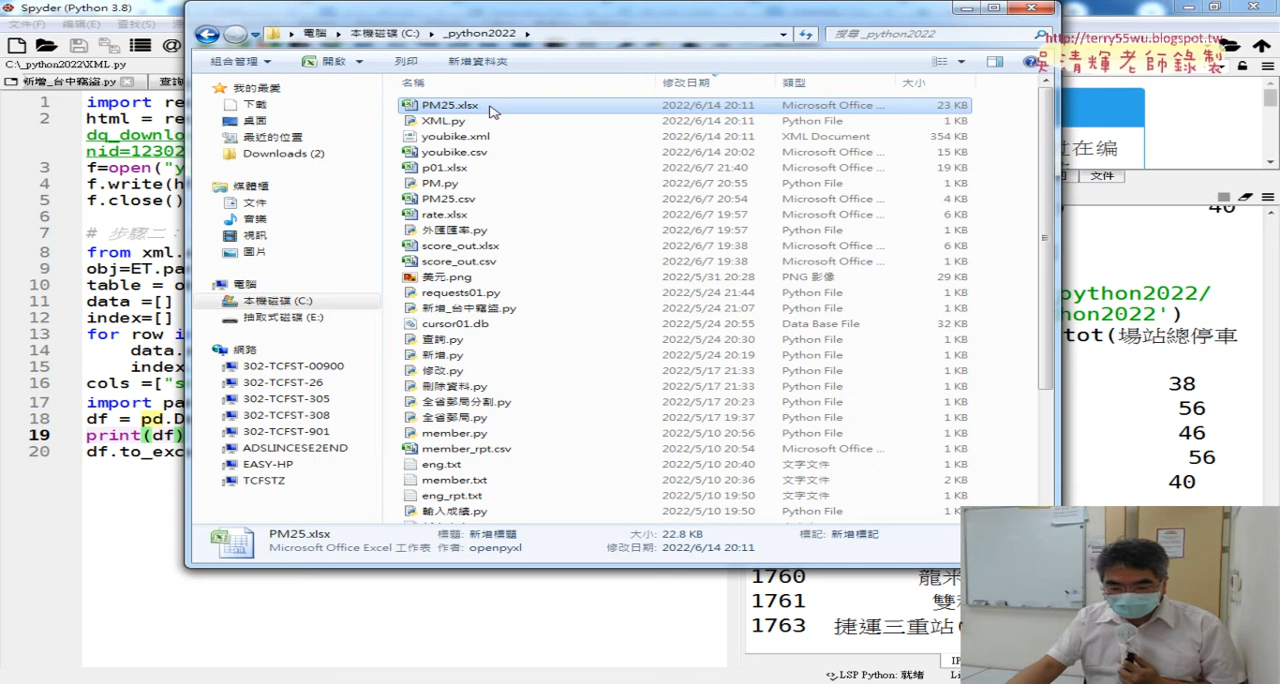 Spyder (Python 3.8)
文件(F) 編輯(E) 查找(S)
C:\_python2022\XML.py
新增_台中竊盜.py
查詢
1 import re
2 html = re
dq_downlo
nid=12302
3 f=open("y
4 f.write(h
5 f.close()
6
7 # 步驟二：
8 from xml.
9 obj=ET.pa
10 table = o
11 data =[]
12 index=[]
13 for row i
14 data.
15 index
16 cols =["s
17 import pa
18 df = pd.D
19 print(df)
20 df.to_exc
電腦 本機磁碟 (C:) _python2022
搜尋 _python2022
組合管理 開啟 列印 新增資料夾
我的最愛
下載
桌面
最近的位置
Downloads (2)
媒體櫃
文件
音樂
視訊
圖片
電腦
本機磁碟 (C:)
抽取式磁碟 (E:)
網路
302-TCFST-00900
302-TCFST-26
302-TCFST-305
302-TCFST-308
302-TCFST-901
ADSLINCESE2END
EASY-HP
TCFSTZ
名稱 修改日期 類型 大小
PM25.xlsx 2022/6/14 20:11 Microsoft Office ... 23 KB
XML.py 2022/6/14 20:11 Python File 1 KB
youbike.xml 2022/6/14 20:11 XML Document 354 KB
youbike.csv 2022/6/14 20:02 Microsoft Office ... 15 KB
p01.xlsx 2022/6/7 21:40 Microsoft Office ... 19 KB
PM.py 2022/6/7 20:55 Python File 1 KB
PM25.csv 2022/6/7 20:54 Microsoft Office ... 4 KB
rate.xlsx 2022/6/7 19:57 Microsoft Office ... 6 KB
外匯匯率.py 2022/6/7 19:57 Python File 1 KB
score_out.xlsx 2022/6/7 19:38 Microsoft Office ... 6 KB
score_out.csv 2022/6/7 19:38 Microsoft Office ... 1 KB
美元.png 2022/5/31 20:28 PNG 影像 29 KB
requests01.py 2022/5/24 21:44 Python File 1 KB
新增_台中竊盜.py 2022/5/24 21:07 Python File 1 KB
cursor01.db 2022/5/24 20:55 Data Base File 32 KB
查詢.py 2022/5/24 20:30 Python File 1 KB
新增.py 2022/5/24 20:19 Python File 1 KB
修改.py 2022/5/17 21:33 Python File 1 KB
刪除資料.py 2022/5/17 21:33 Python File 1 KB
全省郵局分割.py 2022/5/17 20:23 Python File 1 KB
全省郵局.py 2022/5/17 19:37 Python File 1 KB
member.py 2022/5/10 20:56 Python File 1 KB
member_rpt.csv 2022/5/10 20:54 Microsoft Office ... 1 KB
eng.txt 2022/5/10 20:40 文字文件 1 KB
member.txt 2022/5/10 20:36 文字文件 2 KB
eng_rpt.txt 2022/5/10 19:50 文字文件 1 KB
輸入成績.py 2022/5/10 19:50 Python File 1 KB
PM25.xlsx 標題: 新增標題 大小: 22.8 KB 標記: 新增標記
Microsoft Office Excel 工作表 作者: openpyxl 修改日期: 2022/6/14 20:11
http://terry55wu.blogspot.tw
吳清輝老師錄製
在編
文件
40
python2022/
hon2022')
tot(場站總停車
38
56
46
56
40
1760 龍米
1761 雙
1763 捷運三重站(
LSP Python: 就緒